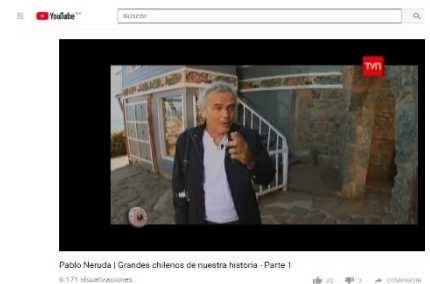 YouTube
Buscar
TVN
Pablo Neruda | Grandes chilenos de nuestra historia - Parte 1
6.171 visualizaciones
22
3
COMPARTIR